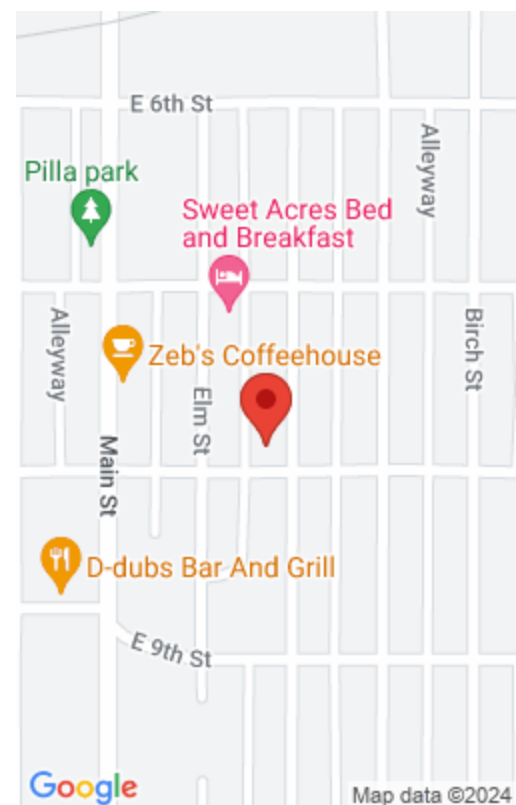 E 6th St
Alleyway
Pilla park
Sweet Acres Bed
and Breakfast
Alleyway
Birch St
Zeb's Coffeehouse
Elm St
Main St
D-dubs Bar And Grill
E 9th St
Google
Map data ©2024